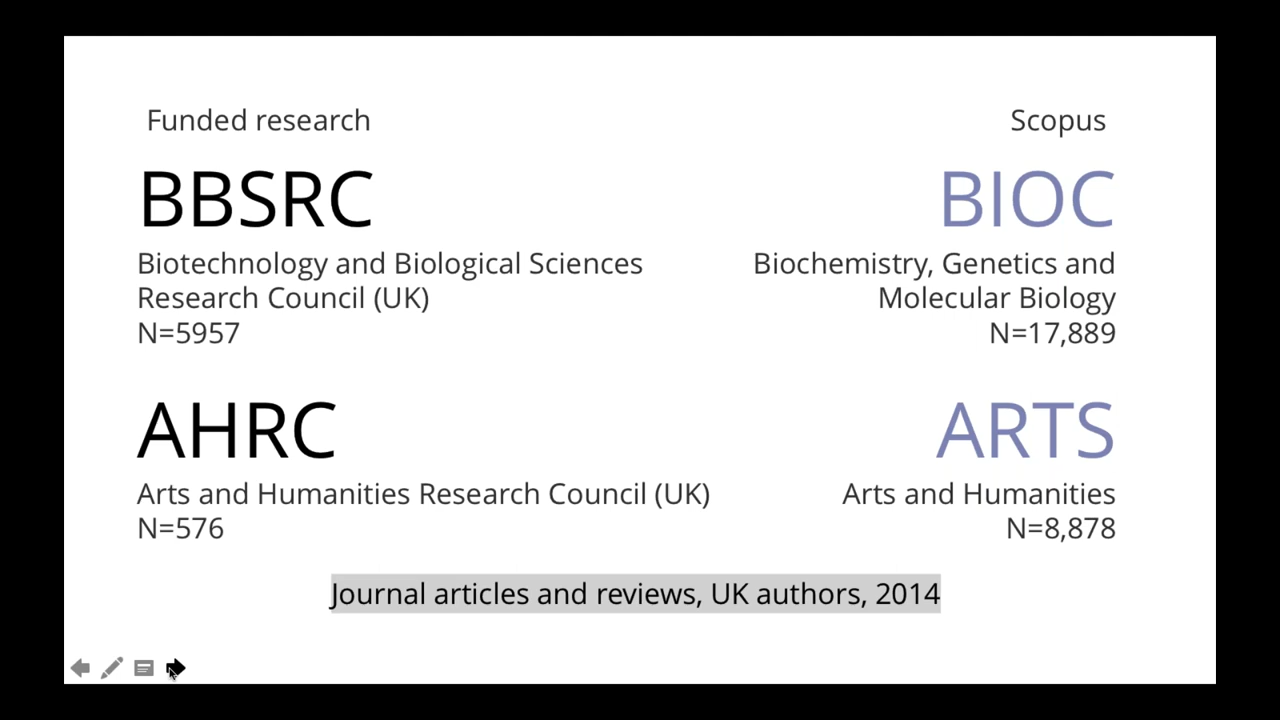 Funded research
BBSRC
Biotechnology and Biological Sciences
Research Council (UK)
N=5957
AHRC
Arts and Humanities Research Council (UK)
N=576
Scopus
BIOC
Biochemistry, Genetics and
Molecular Biology
N=17,889
ARTS
Arts and Humanities
N=8,878
Journal articles and reviews, UK authors, 2014